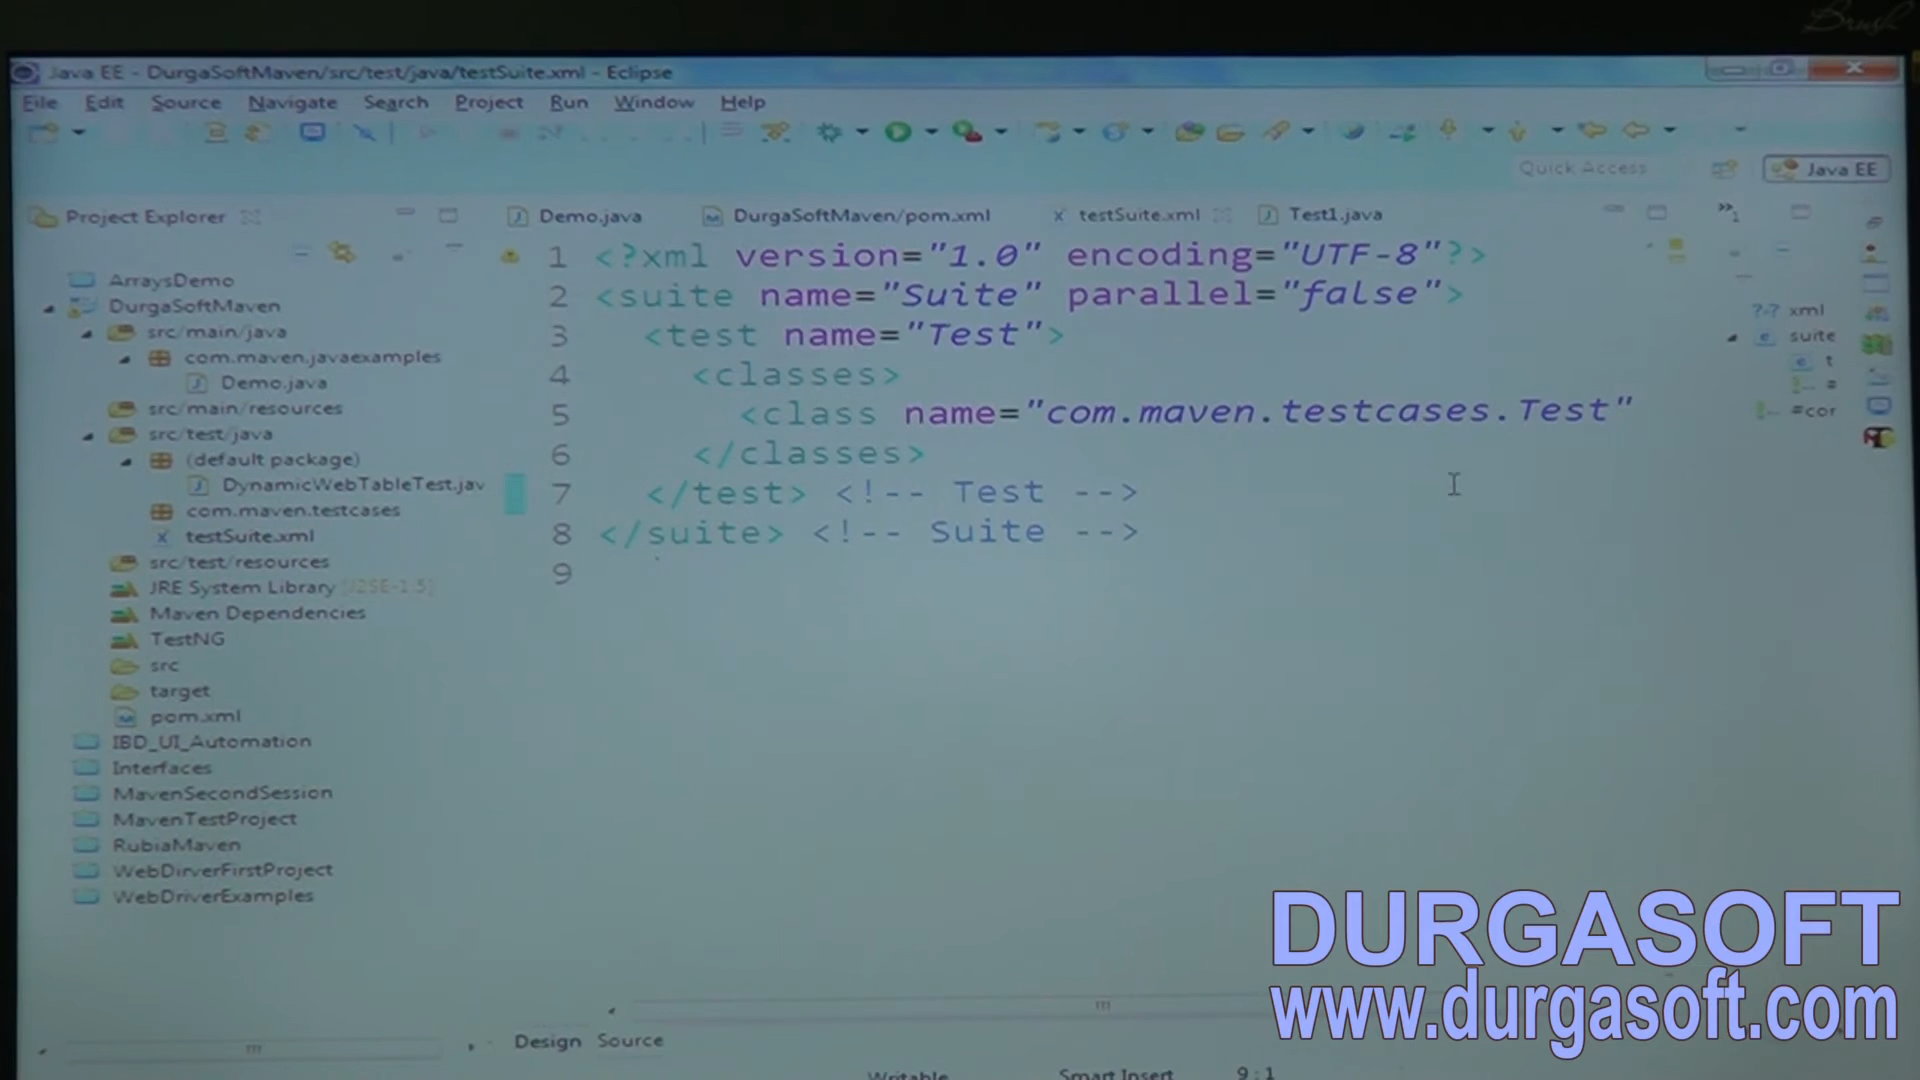 Brush
Java EE - DurgaSoftMaven/src/test/java/testSuite.xml - Eclipse
File Edit Source Navigate Search Project Run Window Help
Quick Access
Java EE
Project Explorer
Demo.java
DurgaSoftMaven/pom.xml
testSuite.xml
Test1.java
ArraysDemo
DurgaSoftMaven
src/main/java
com.maven.javaexamples
Demo.java
src/main/resources
src/test/java
(default package)
DynamicWebTableTest.jav
com.maven.testcases
testSuite.xml
src/test/resources
JRE System Library [J2SE-1.5]
Maven Dependencies
TestNG
src
target
pom.xml
IBD_UI_Automation
Interfaces
MavenSecondSession
MavenTestProject
RubiaMaven
WebDirverFirstProject
WebDriverExamples
1 <?xml version="1.0" encoding="UTF-8"?>
2 <suite name="Suite" parallel="false">
3 <test name="Test">
4 <classes>
5 <class name="com.maven.testcases.Test"
6 </classes>
7 </test> <!-- Test -->
8 </suite> <!-- Suite -->
9
?-? xml
suite
t
=cor
Design Source
Writable
Smart Insert
9 : 1
DURGASOFT
www.durgasoft.com